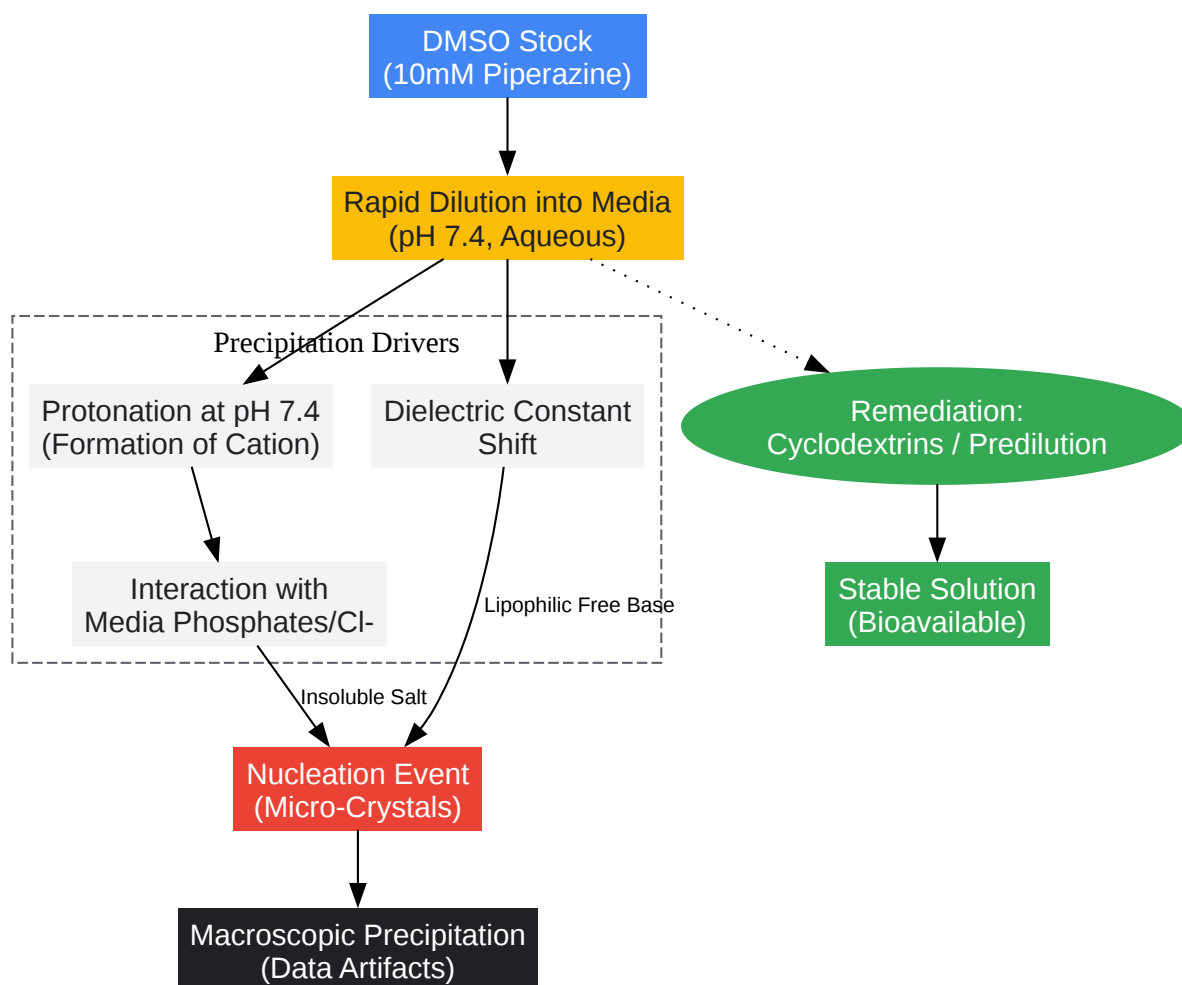 DMSO Stock
(10mM Piperazine)
Rapid Dilution into Media
(pH 7.4, Aqueous)
Precipitation Drivers
Protonation at pH 7.4
(Formation of Cation)
Dielectric Constant
Shift
Remediation:
Cyclodextrins / Predilution
Interaction with
Media Phosphates/Cl-
Lipophilic Free Base
Stable Solution
(Bioavailable)
Insoluble Salt
Nucleation Event
(Micro-Crystals)
Macroscopic Precipitation
(Data Artifacts)